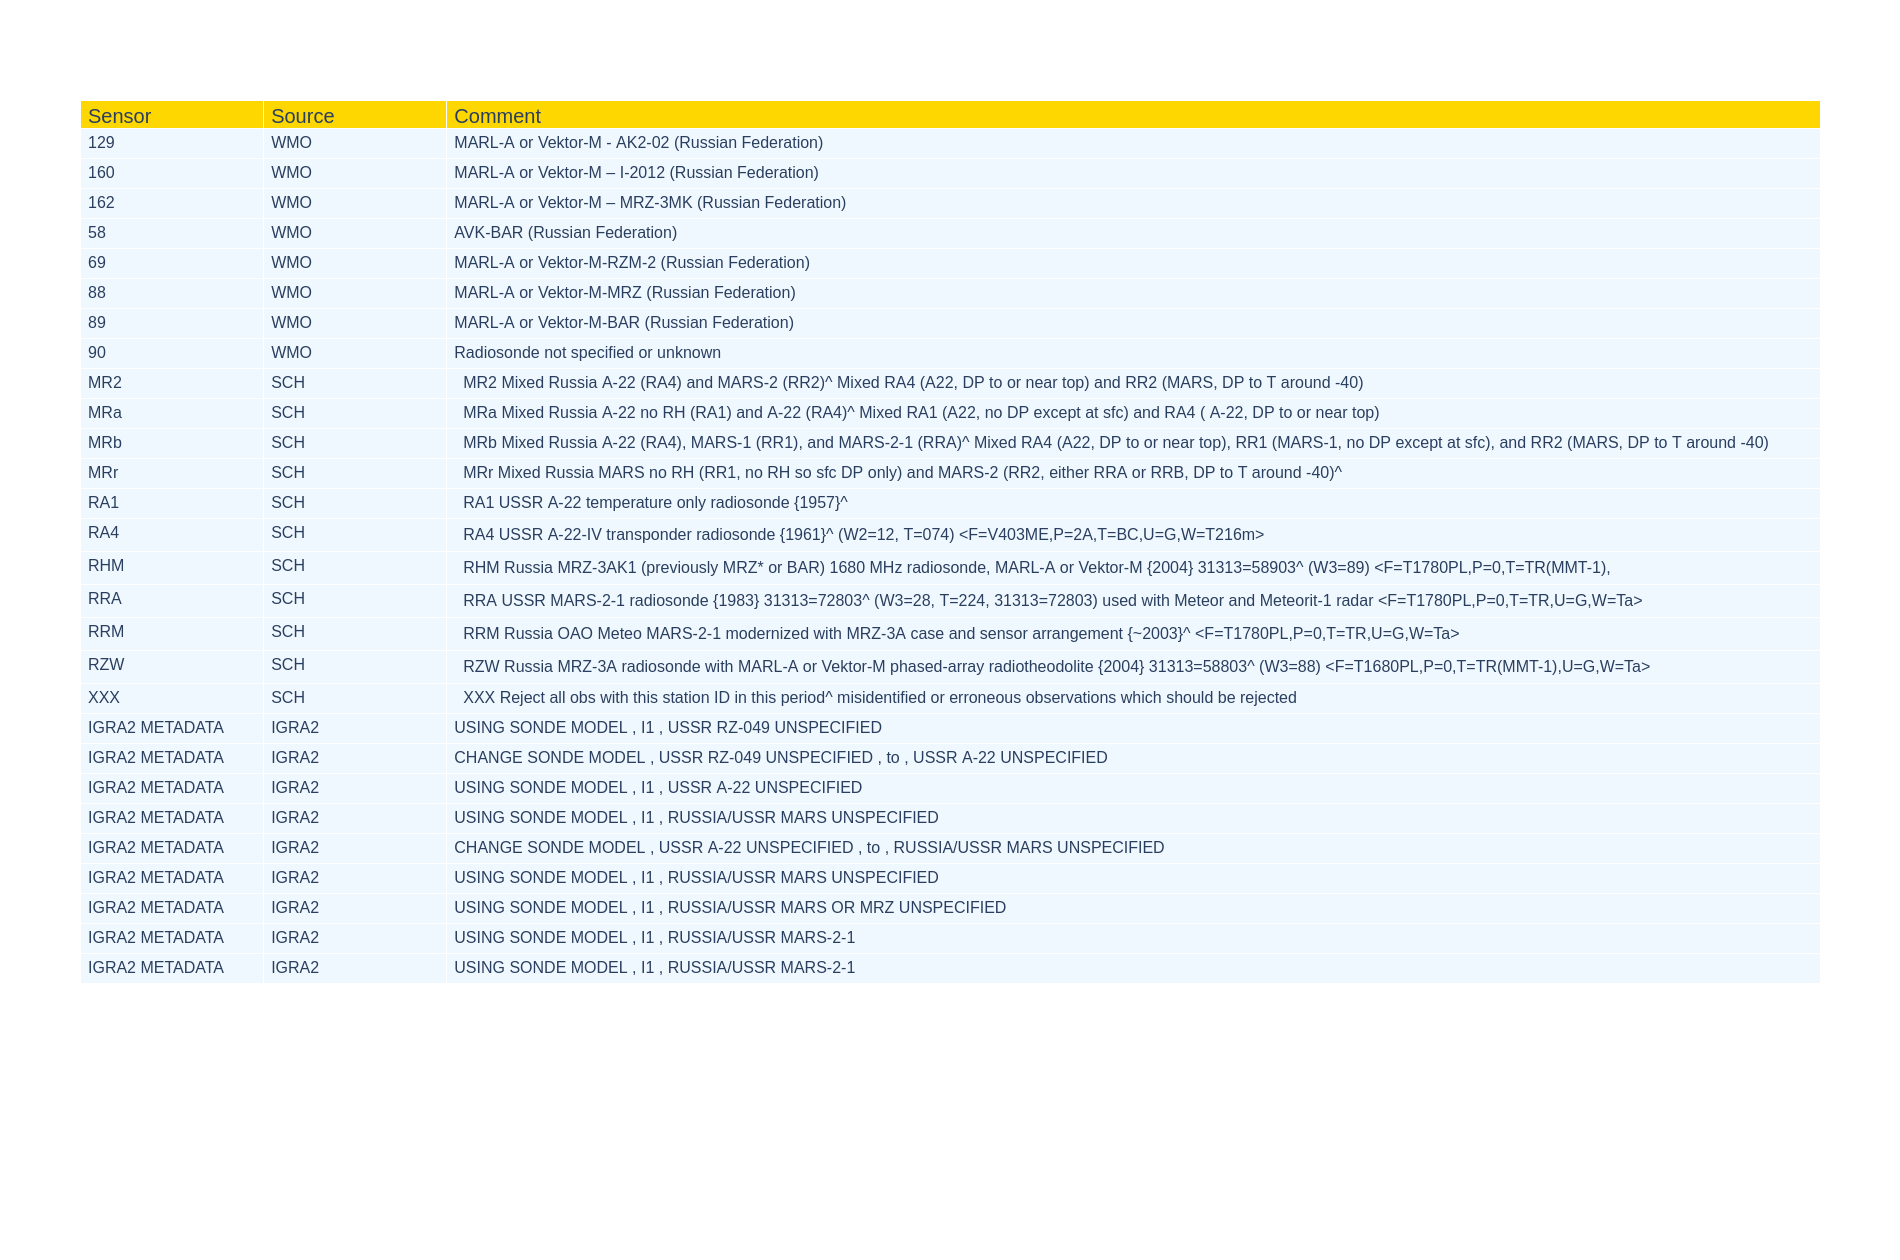 Sensor Source Comment
129 WMO MARL-A or Vektor-M - AK2-02 (Russian Federation)
160 WMO MARL-A or Vektor-M – I-2012 (Russian Federation)
162 WMO MARL-A or Vektor-M – MRZ-3MK (Russian Federation)
58 WMO AVK-BAR (Russian Federation)
69 WMO MARL-A or Vektor-M-RZM-2 (Russian Federation)
88 WMO MARL-A or Vektor-M-MRZ (Russian Federation)
89 WMO MARL-A or Vektor-M-BAR (Russian Federation)
90 WMO Radiosonde not specified or unknown
MR2 SCH MR2 Mixed Russia A-22 (RA4) and MARS-2 (RR2)^ Mixed RA4 (A22, DP to or near top) and RR2 (MARS, DP to T around -40)
MRa SCH MRa Mixed Russia A-22 no RH (RA1) and A-22 (RA4)^ Mixed RA1 (A22, no DP except at sfc) and RA4 ( A-22, DP to or near top)
MRb SCH MRb Mixed Russia A-22 (RA4), MARS-1 (RR1), and MARS-2-1 (RRA)^ Mixed RA4 (A22, DP to or near top), RR1 (MARS-1, no DP except at sfc), and RR2 (MARS, DP to T around -40)
MRr SCH MRr Mixed Russia MARS no RH (RR1, no RH so sfc DP only) and MARS-2 (RR2, either RRA or RRB, DP to T around -40)^
RA1 SCH RA1 USSR A-22 temperature only radiosonde {1957}^
RA4 SCH RA4 USSR A-22-IV transponder radiosonde {1961}^ (W2=12, T=074) <F=V403ME,P=2A,T=BC,U=G,W=T216m>
RHM SCH RHM Russia MRZ-3AK1 (previously MRZ* or BAR) 1680 MHz radiosonde, MARL-A or Vektor-M {2004} 31313=58903^ (W3=89) <F=T1780PL,P=0,T=TR(MMT-1),
RRA SCH RRA USSR MARS-2-1 radiosonde {1983} 31313=72803^ (W3=28, T=224, 31313=72803) used with Meteor and Meteorit-1 radar <F=T1780PL,P=0,T=TR,U=G,W=Ta>
RRM SCH RRM Russia OAO Meteo MARS-2-1 modernized with MRZ-3A case and sensor arrangement {~2003}^ <F=T1780PL,P=0,T=TR,U=G,W=Ta>
RZW SCH RZW Russia MRZ-3A radiosonde with MARL-A or Vektor-M phased-array radiotheodolite {2004} 31313=58803^ (W3=88) <F=T1680PL,P=0,T=TR(MMT-1),U=G,W=Ta>
XXX SCH XXX Reject all obs with this station ID in this period^ misidentified or erroneous observations which should be rejected
IGRA2 METADATA IGRA2 USING SONDE MODEL , I1 , USSR RZ-049 UNSPECIFIED
IGRA2 METADATA IGRA2 CHANGE SONDE MODEL , USSR RZ-049 UNSPECIFIED , to , USSR A-22 UNSPECIFIED
IGRA2 METADATA IGRA2 USING SONDE MODEL , I1 , USSR A-22 UNSPECIFIED
IGRA2 METADATA IGRA2 USING SONDE MODEL , I1 , RUSSIA/USSR MARS UNSPECIFIED
IGRA2 METADATA IGRA2 CHANGE SONDE MODEL , USSR A-22 UNSPECIFIED , to , RUSSIA/USSR MARS UNSPECIFIED
IGRA2 METADATA IGRA2 USING SONDE MODEL , I1 , RUSSIA/USSR MARS UNSPECIFIED
IGRA2 METADATA IGRA2 USING SONDE MODEL , I1 , RUSSIA/USSR MARS OR MRZ UNSPECIFIED
IGRA2 METADATA IGRA2 USING SONDE MODEL , I1 , RUSSIA/USSR MARS-2-1
IGRA2 METADATA IGRA2 USING SONDE MODEL , I1 , RUSSIA/USSR MARS-2-1